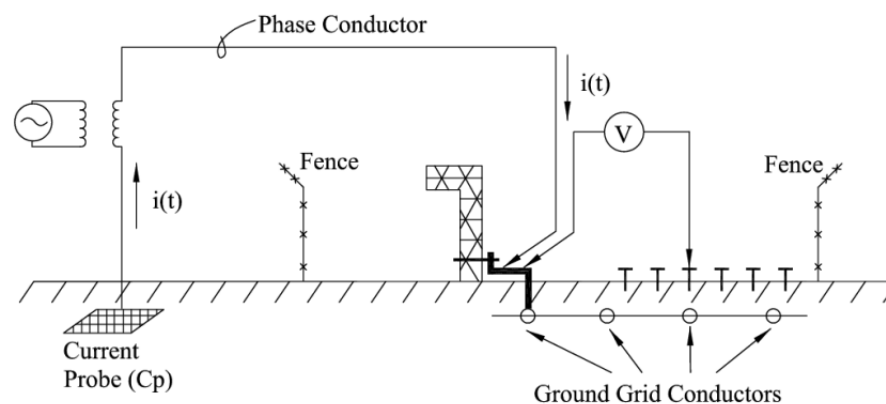 Phase Conductor
i(t)
V
Fence
Fence
i(t)
Current
Probe (Cp)
Ground Grid Conductors